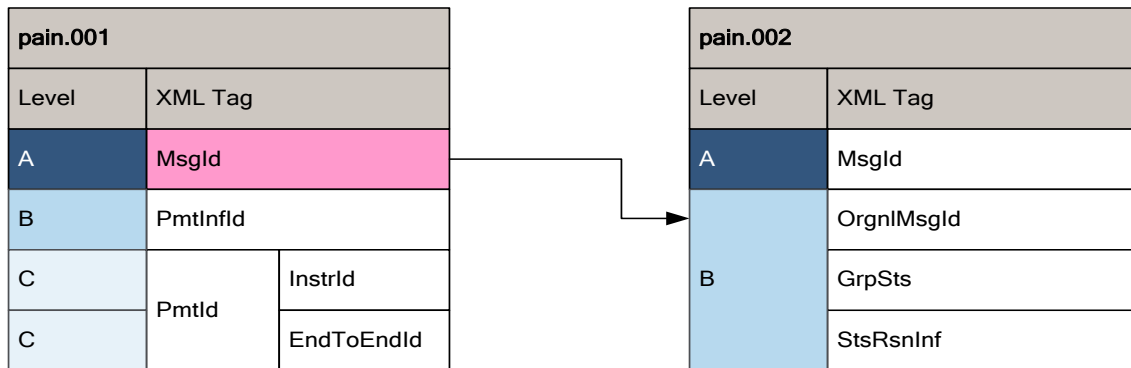 pain.001
Level XML Tag
A MsgId
B PmtInfId
C PmtId InstrId
C EndToEndId
pain.002
Level XML Tag
A MsgId
B OrgnlMsgId
GrpSts
StsRsnInf